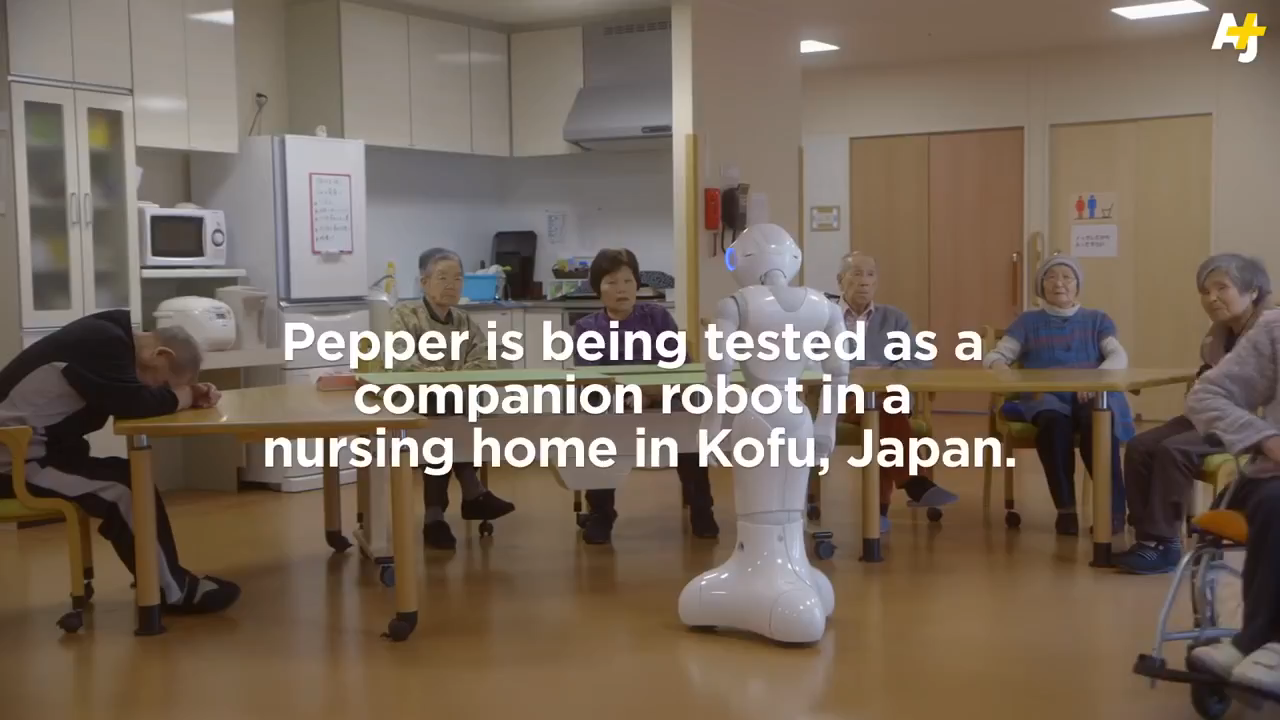 AJ+
Pepper is being tested as a
companion robot in a
nursing home in Kofu, Japan.